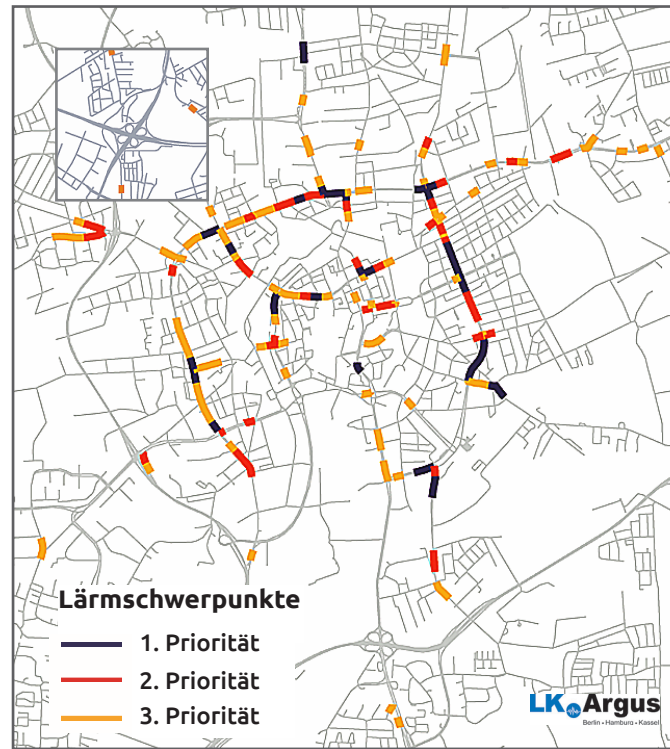 Lärmschwerpunkte
1. Priorität
2. Priorität
3. Priorität
LK Argus
Berlin • Hamburg • Kassel